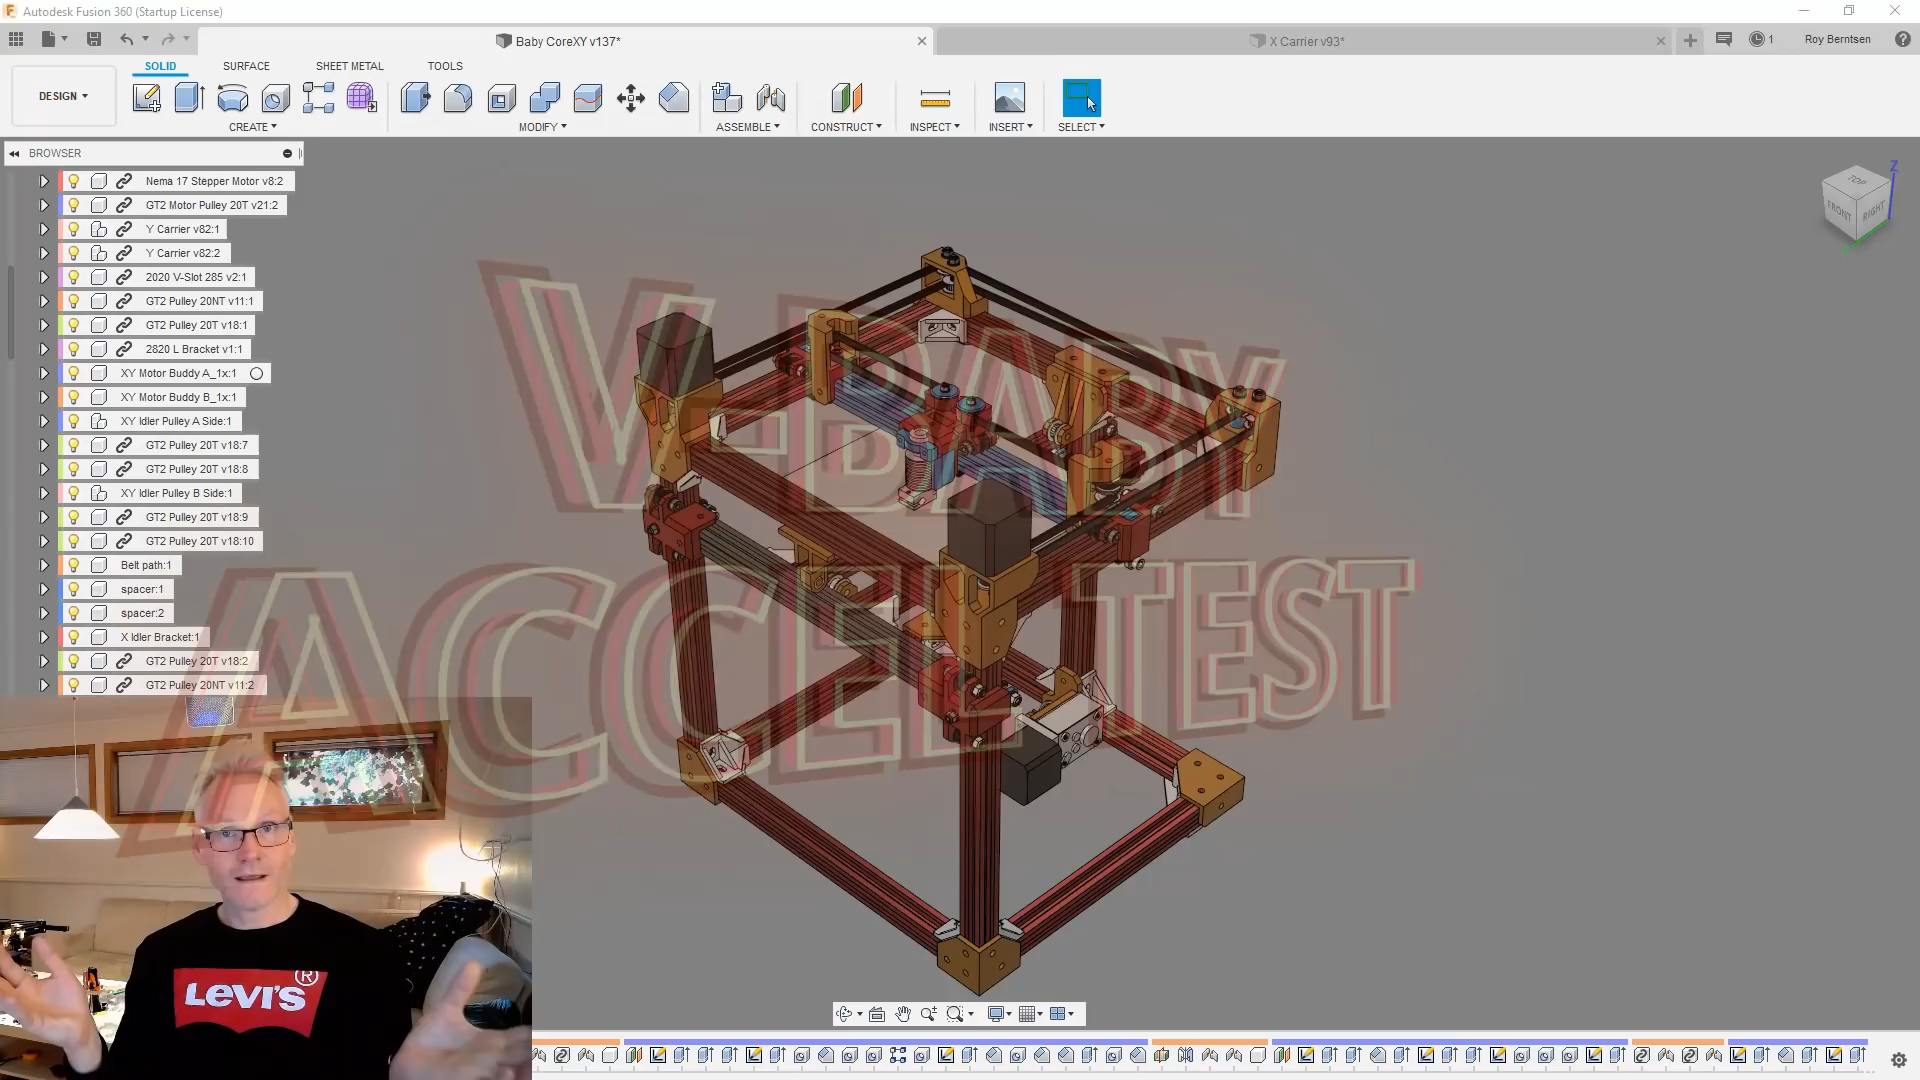 Autodesk Fusion 360 (Startup License)
Baby CoreXY v137*
X Carrier v93*
1
Roy Berntsen
DESIGN
SOLID
SURFACE
SHEET METAL
TOOLS
CREATE
MODIFY
ASSEMBLE
CONSTRUCT
INSPECT
INSERT
SELECT
BROWSER
Nema 17 Stepper Motor v8:2
GT2 Motor Pulley 20T v21:2
Y Carrier v82:1
Y Carrier v82:2
2020 V-Slot 285 v2:1
GT2 Pulley 20NT v11:1
GT2 Pulley 20T v18:1
2820 L Bracket v1:1
XY Motor Buddy A_1x:1
XY Motor Buddy B_1x:1
XY Idler Pulley A Side:1
GT2 Pulley 20T v18:7
GT2 Pulley 20T v18:8
XY Idler Pulley B Side:1
GT2 Pulley 20T v18:9
GT2 Pulley 20T v18:10
Belt path:1
spacer:1
spacer:2
X Idler Bracket:1
GT2 Pulley 20T v18:2
GT2 Pulley 20NT v11:2
TOP
FRONT
RIGHT
Z
V-BABY
ACCEL TEST
LEVI'S®